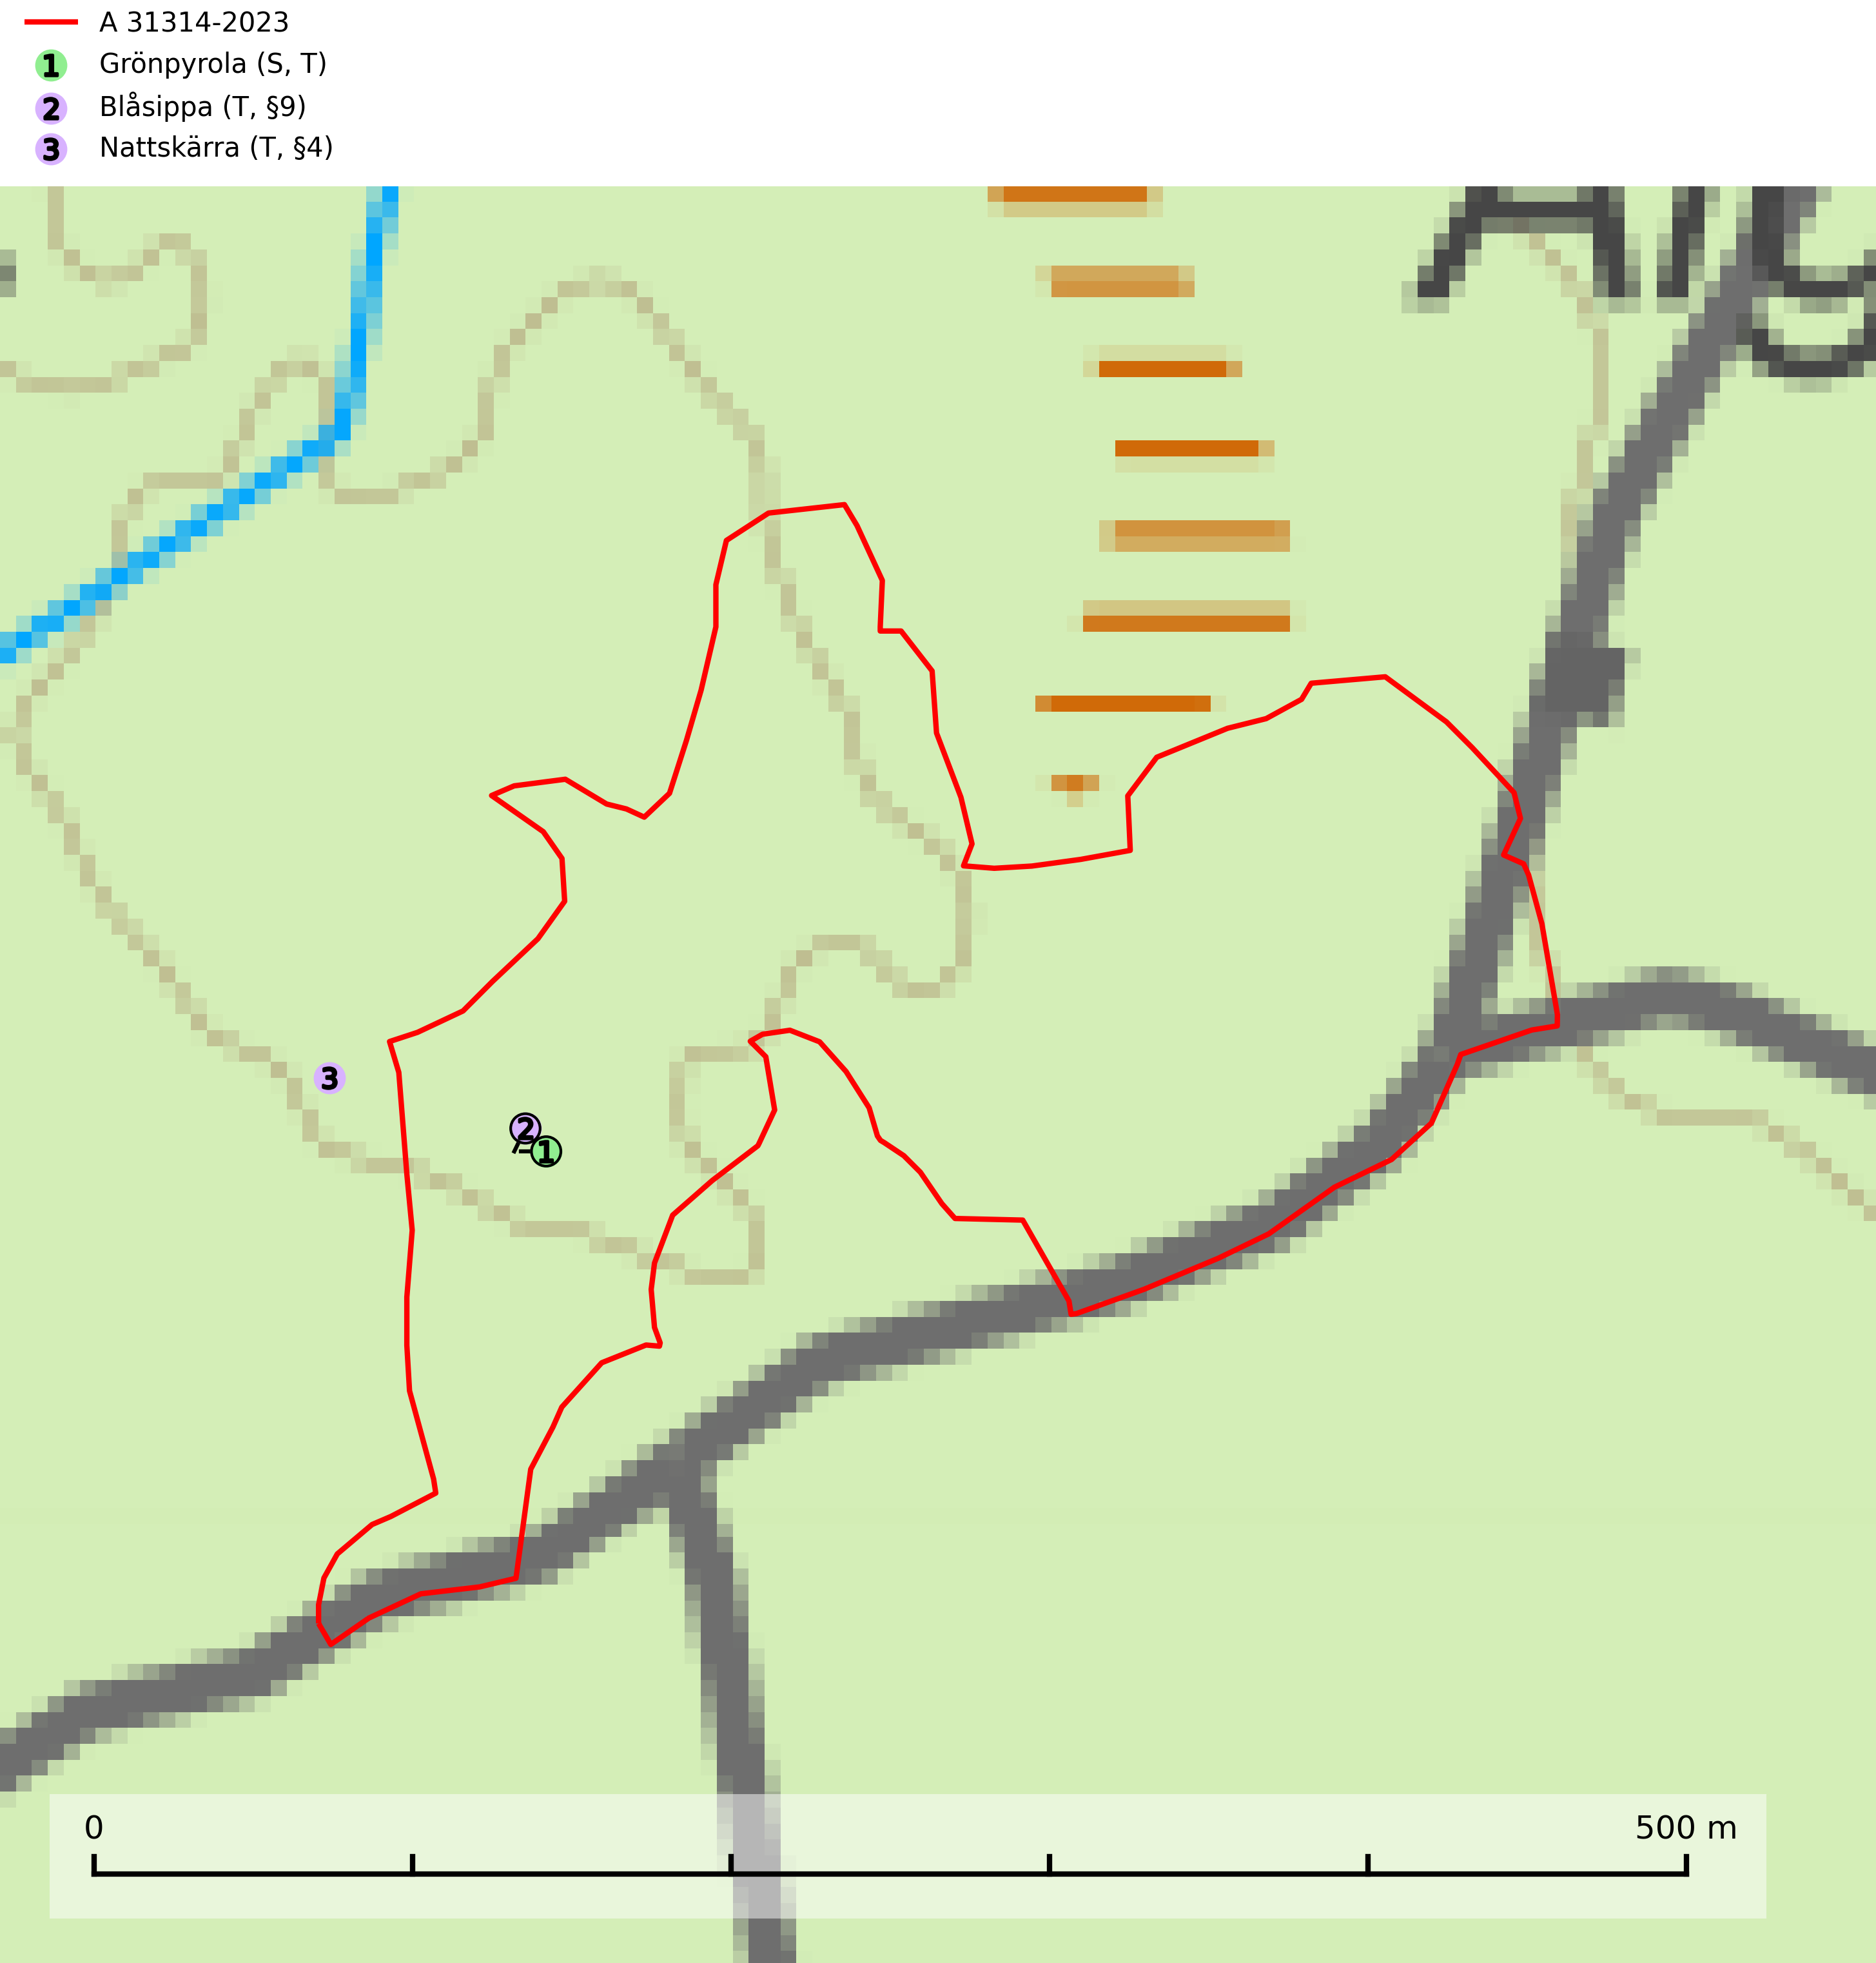 A 31314-2023
1 Grönpyrola (S, T)
2 Blåsippa (T, §9)
3 Nattskärra (T, §4)
3
2
1
0 500 m